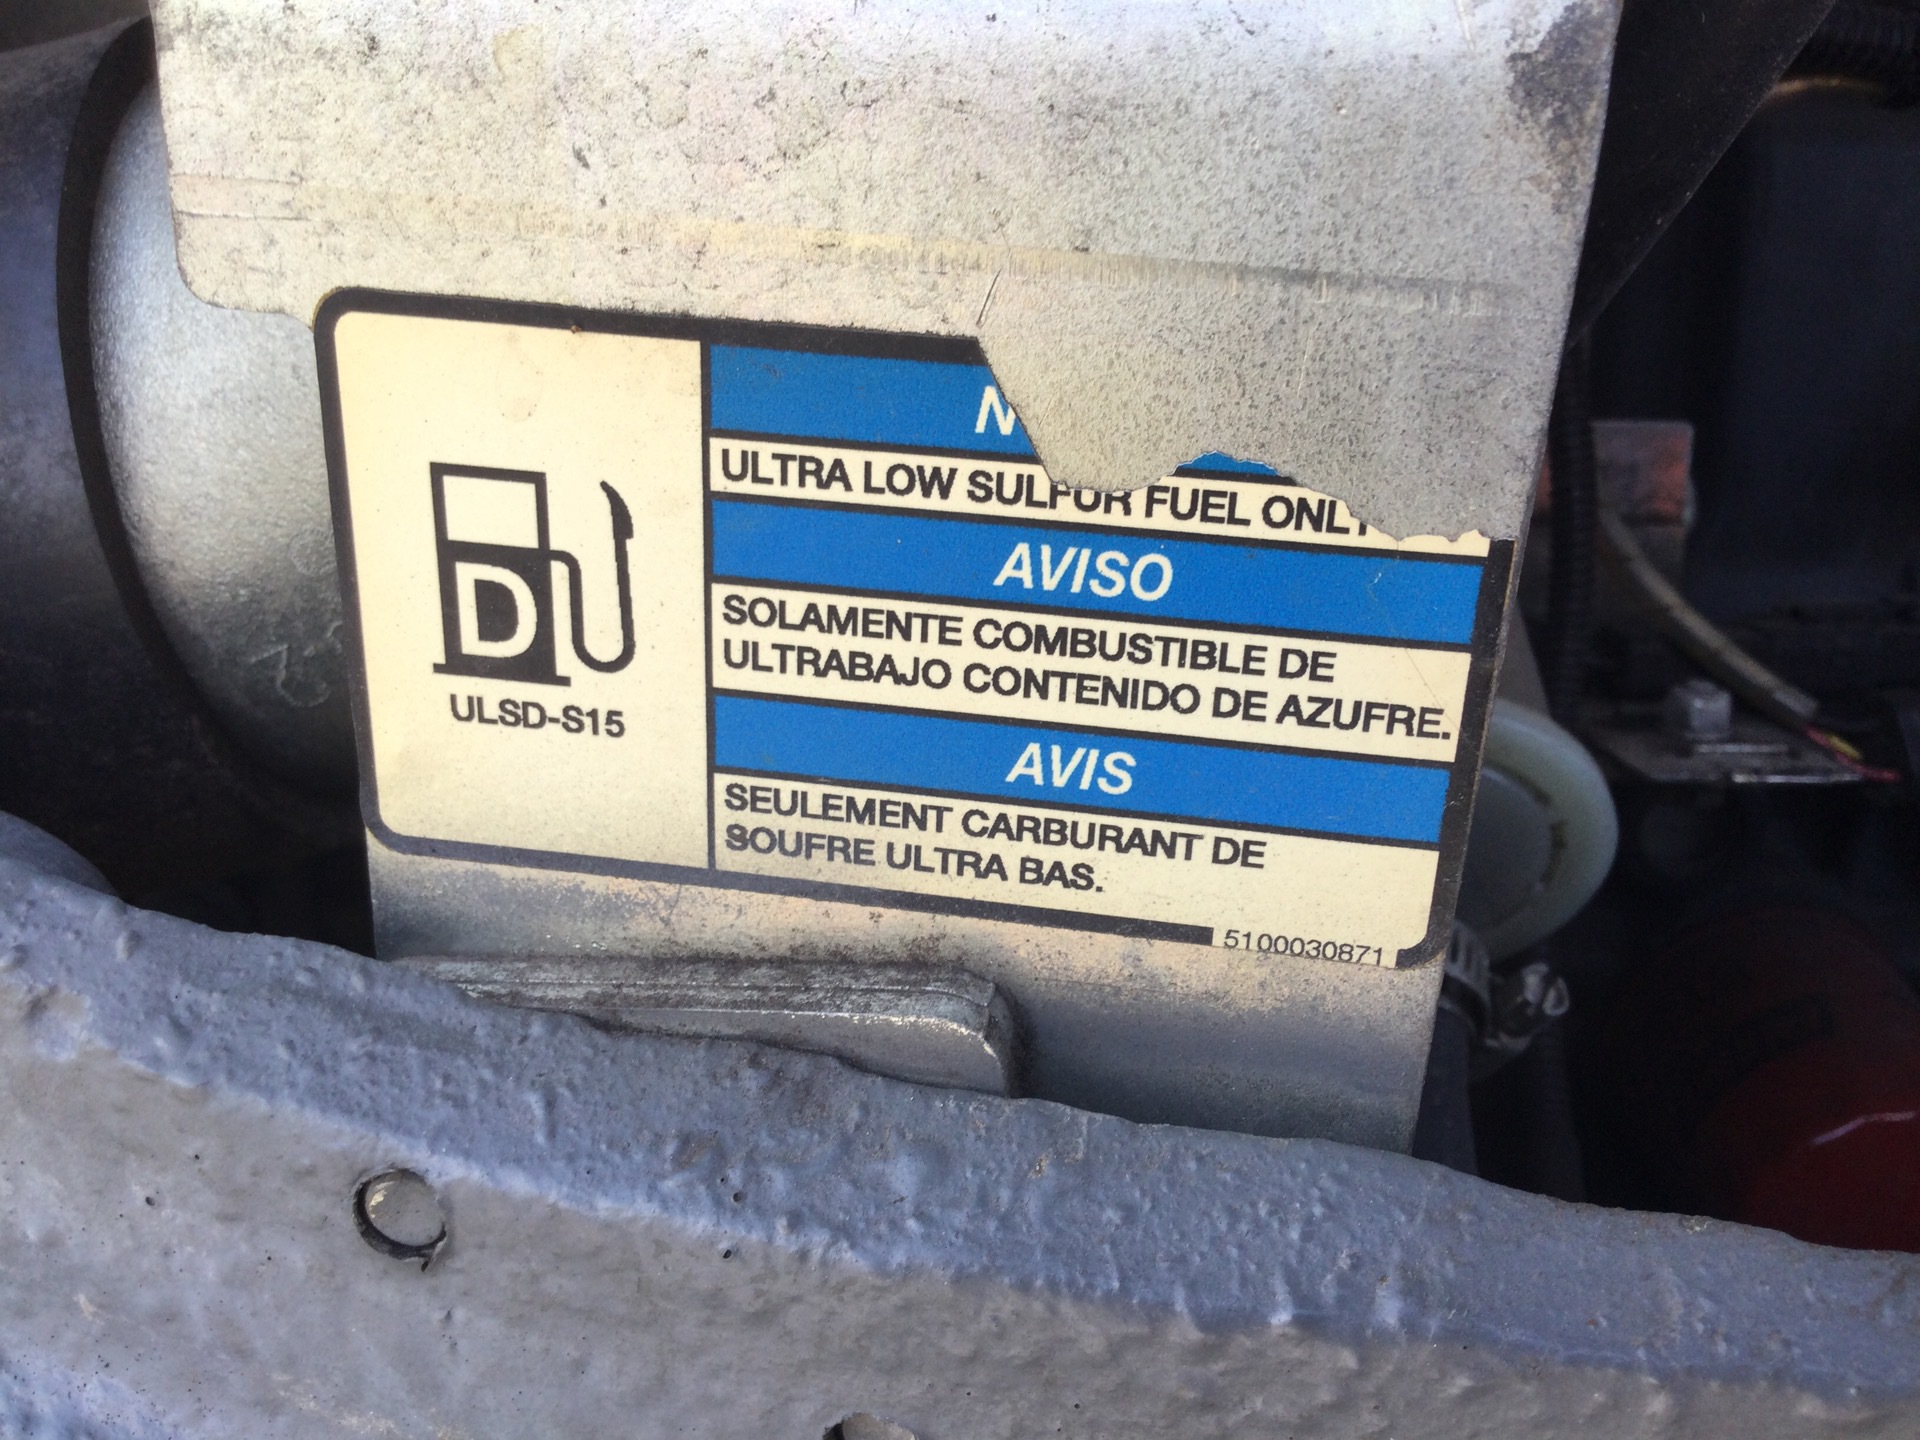 D
ULSD-S15
N
ULTRA LOW SULFUR FUEL ONLY
AVISO
SOLAMENTE COMBUSTIBLE DE
ULTRABAJO CONTENIDO DE AZUFRE.
AVIS
SEULEMENT CARBURANT DE
SOUFRE ULTRA BAS.
5100030871